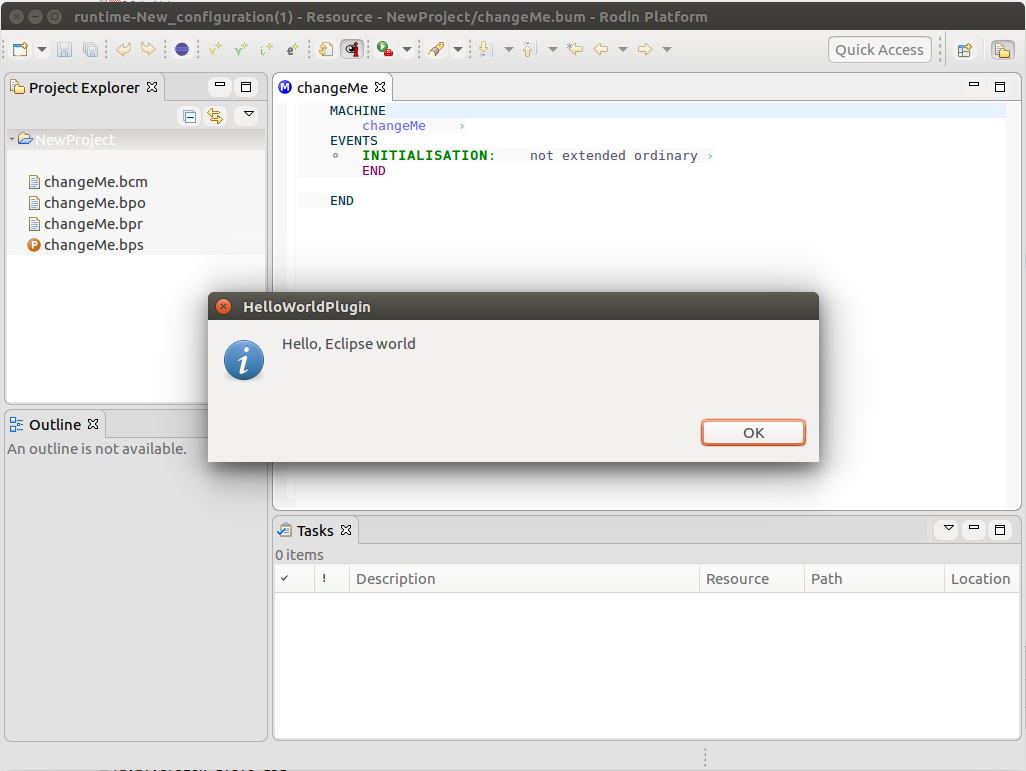 runtime-New_configuration(1) - Resource - NewProject/changeMe.bum - Rodin Platform
Quick Access
Project Explorer
NewProject
changeMe.bcm
changeMe.bpo
changeMe.bpr
changeMe.bps
changeMe
MACHINE
changeMe ›
EVENTS
INITIALISATION: not extended ordinary ›
END
END
HelloWorldPlugin
Hello, Eclipse world
OK
Outline
An outline is not available.
Tasks
0 items
! Description Resource Path Location